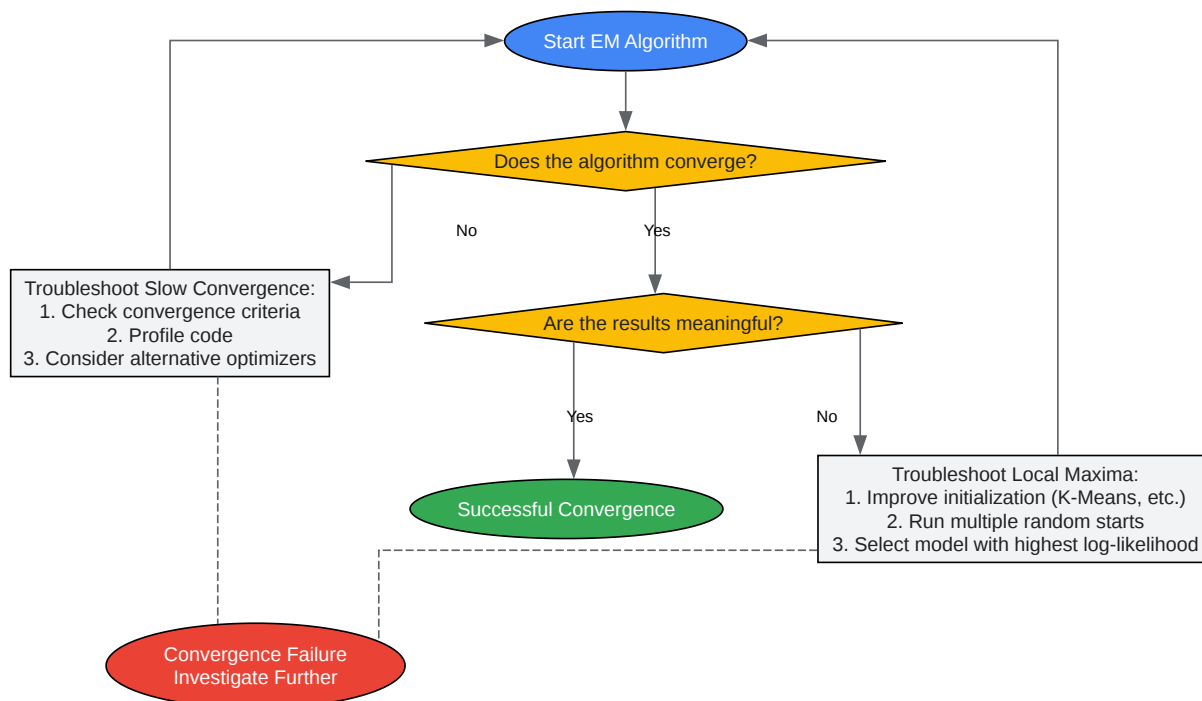 Start EM Algorithm
Does the algorithm converge?
No
Yes
Troubleshoot Slow Convergence:
1. Check convergence criteria
2. Profile code
3. Consider alternative optimizers
Are the results meaningful?
Yes
No
Troubleshoot Local Maxima:
1. Improve initialization (K-Means, etc.)
2. Run multiple random starts
3. Select model with highest log-likelihood
Successful Convergence
Convergence Failure
Investigate Further